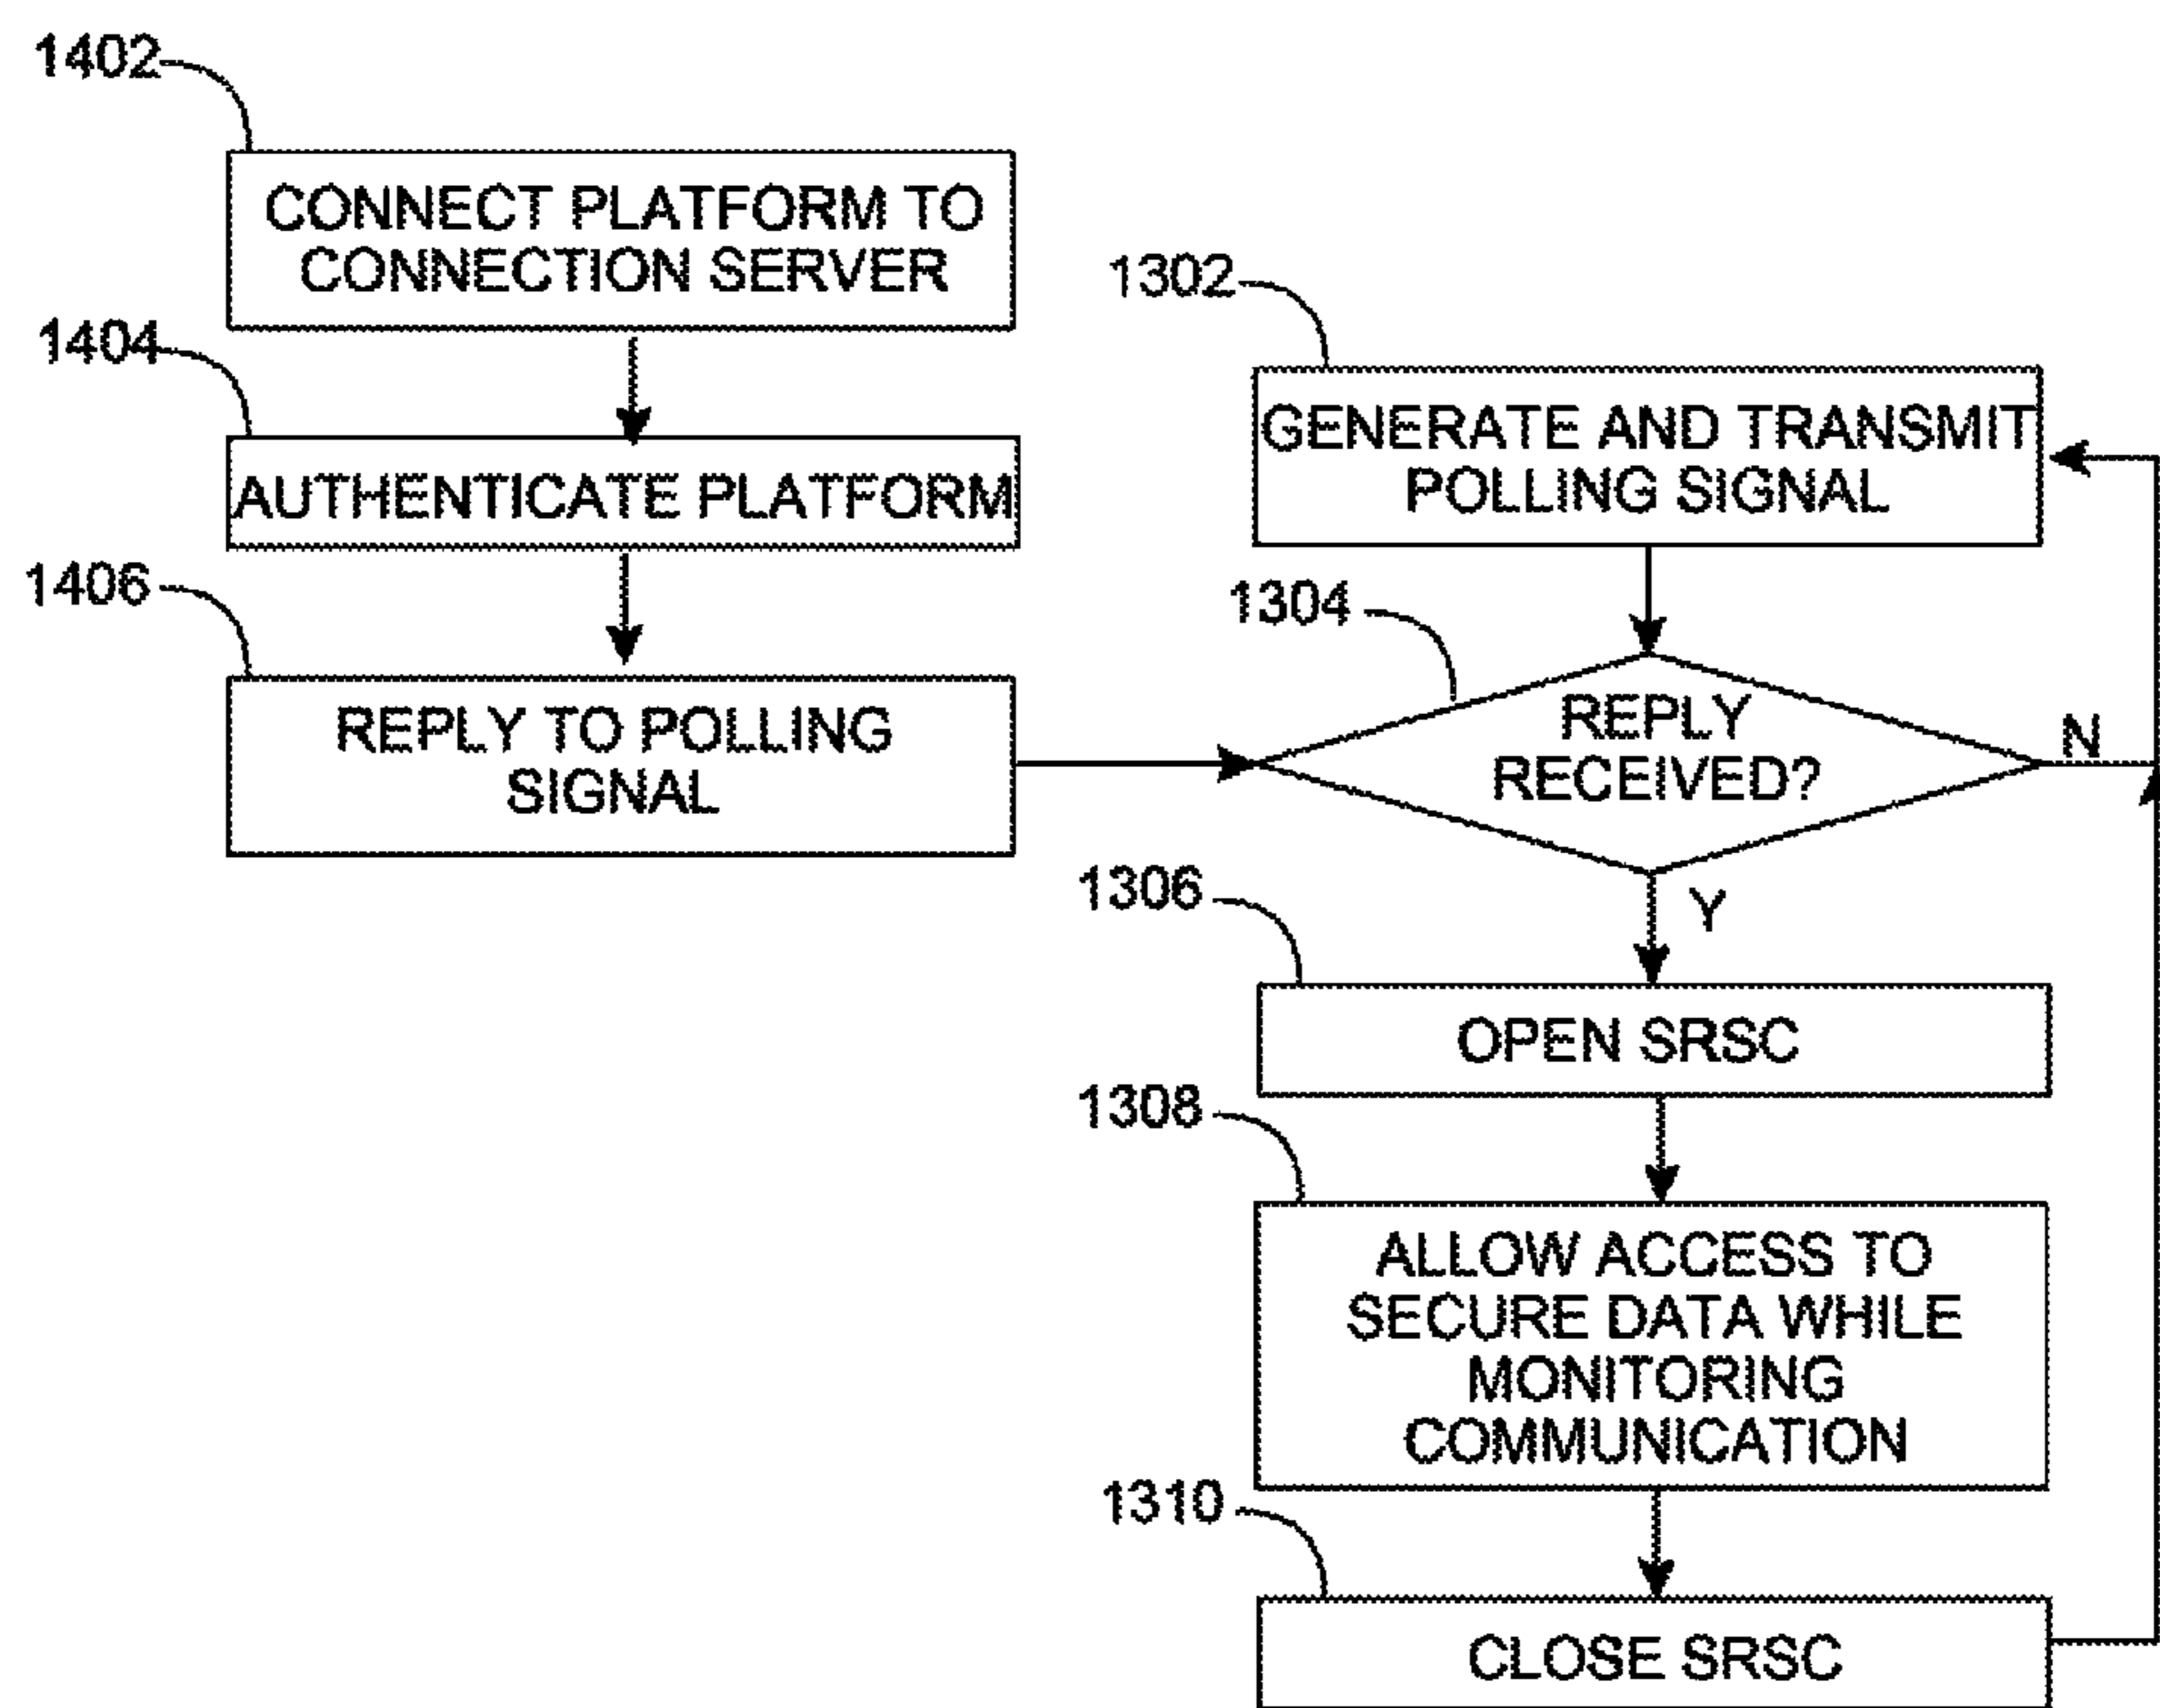 1402
CONNECT PLATFORM TO
CONNECTION SERVER
1404
AUTHENTICATE PLATFORM
1406
REPLY TO POLLING
SIGNAL
1302
GENERATE AND TRANSMIT
POLLING SIGNAL
1304
REPLY
RECEIVED?
N
Y
1306
OPEN SRSC
1308
ALLOW ACCESS TO
SECURE DATA WHILE
MONITORING
COMMUNICATION
1310
CLOSE SRSC